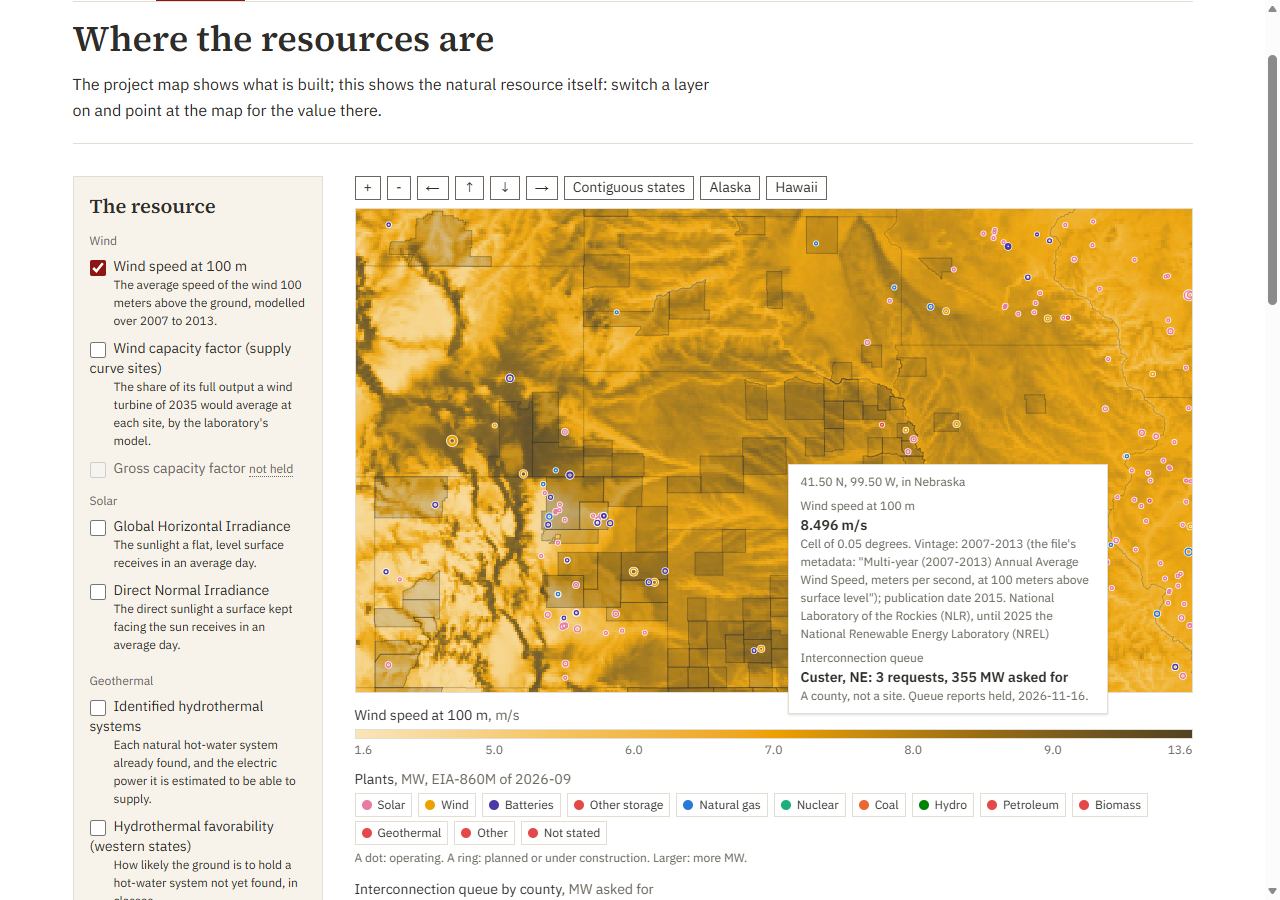 Where the resources are
The project map shows what is built; this shows the natural resource itself: switch a layer
on and point at the map for the value there.
The resource
Wind
Wind speed at 100 m
The average speed of the wind 100
meters above the ground, modelled
over 2007 to 2013.
Wind capacity factor (supply
curve sites)
The share of its full output a wind
turbine of 2035 would average at
each site, by the laboratory's
model.
Gross capacity factor not held
Solar
Global Horizontal Irradiance
The sunlight a flat, level surface
receives in an average day.
Direct Normal Irradiance
The direct sunlight a surface kept
facing the sun receives in an
average day.
Geothermal
Identified hydrothermal
systems
Each natural hot-water system
already found, and the electric
power it is estimated to be able to
supply.
Hydrothermal favorability
(western states)
How likely the ground is to hold a
hot-water system not yet found, in
+ - ← ↑ ↓ → Contiguous states Alaska Hawaii
41.50 N, 99.50 W, in Nebraska
Wind speed at 100 m
8.496 m/s
Cell of 0.05 degrees. Vintage: 2007-2013 (the file's
metadata: "Multi-year (2007-2013) Annual Average
Wind Speed, meters per second, at 100 meters above
surface level"); publication date 2015. National
Laboratory of the Rockies (NLR), until 2025 the
National Renewable Energy Laboratory (NREL)
Interconnection queue
Custer, NE: 3 requests, 355 MW asked for
A county, not a site. Queue reports held, 2026-11-16.
Wind speed at 100 m, m/s
1.6 5.0 6.0 7.0 8.0 9.0 13.6
Plants, MW, EIA-860M of 2026-09
Solar Wind Batteries Other storage Natural gas Nuclear Coal Hydro Petroleum Biomass
Geothermal Other Not stated
A dot: operating. A ring: planned or under construction. Larger: more MW.
Interconnection queue by county, MW asked for